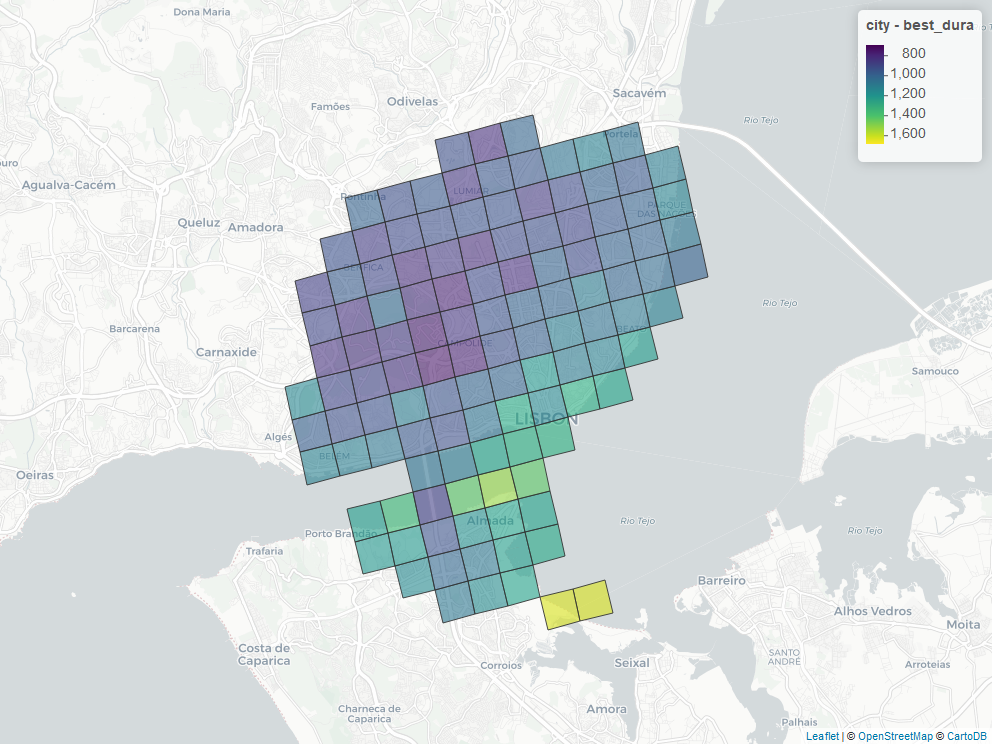 Dona Maria
city - best_dura
800
1,000
1,200
1,400
1,600
Sacavém
Odivelas
Famões
Rio Tejo
Portela
Agualva-Cacém
LUMIAR
Pontinha
PARQUE
DAS NAÇÕES
Queluz
Amadora
BENFICA
Rio Tejo
Barcarena
BEATO
CAMPOLIDE
Carnaxide
Samouco
LISBON
Algés
BELÉM
Oeiras
Almada
Rio Tejo
Rio Tejo
Porto Brandão
Trafaria
Barreiro
Alhos Vedros
Moita
Costa de
Caparica
SANTO
ANDRÉ
Corroios
Seixal
Arroteias
Charneca de
Caparica
Amora
Palhais
Leaflet | © OpenStreetMap © CartoDB